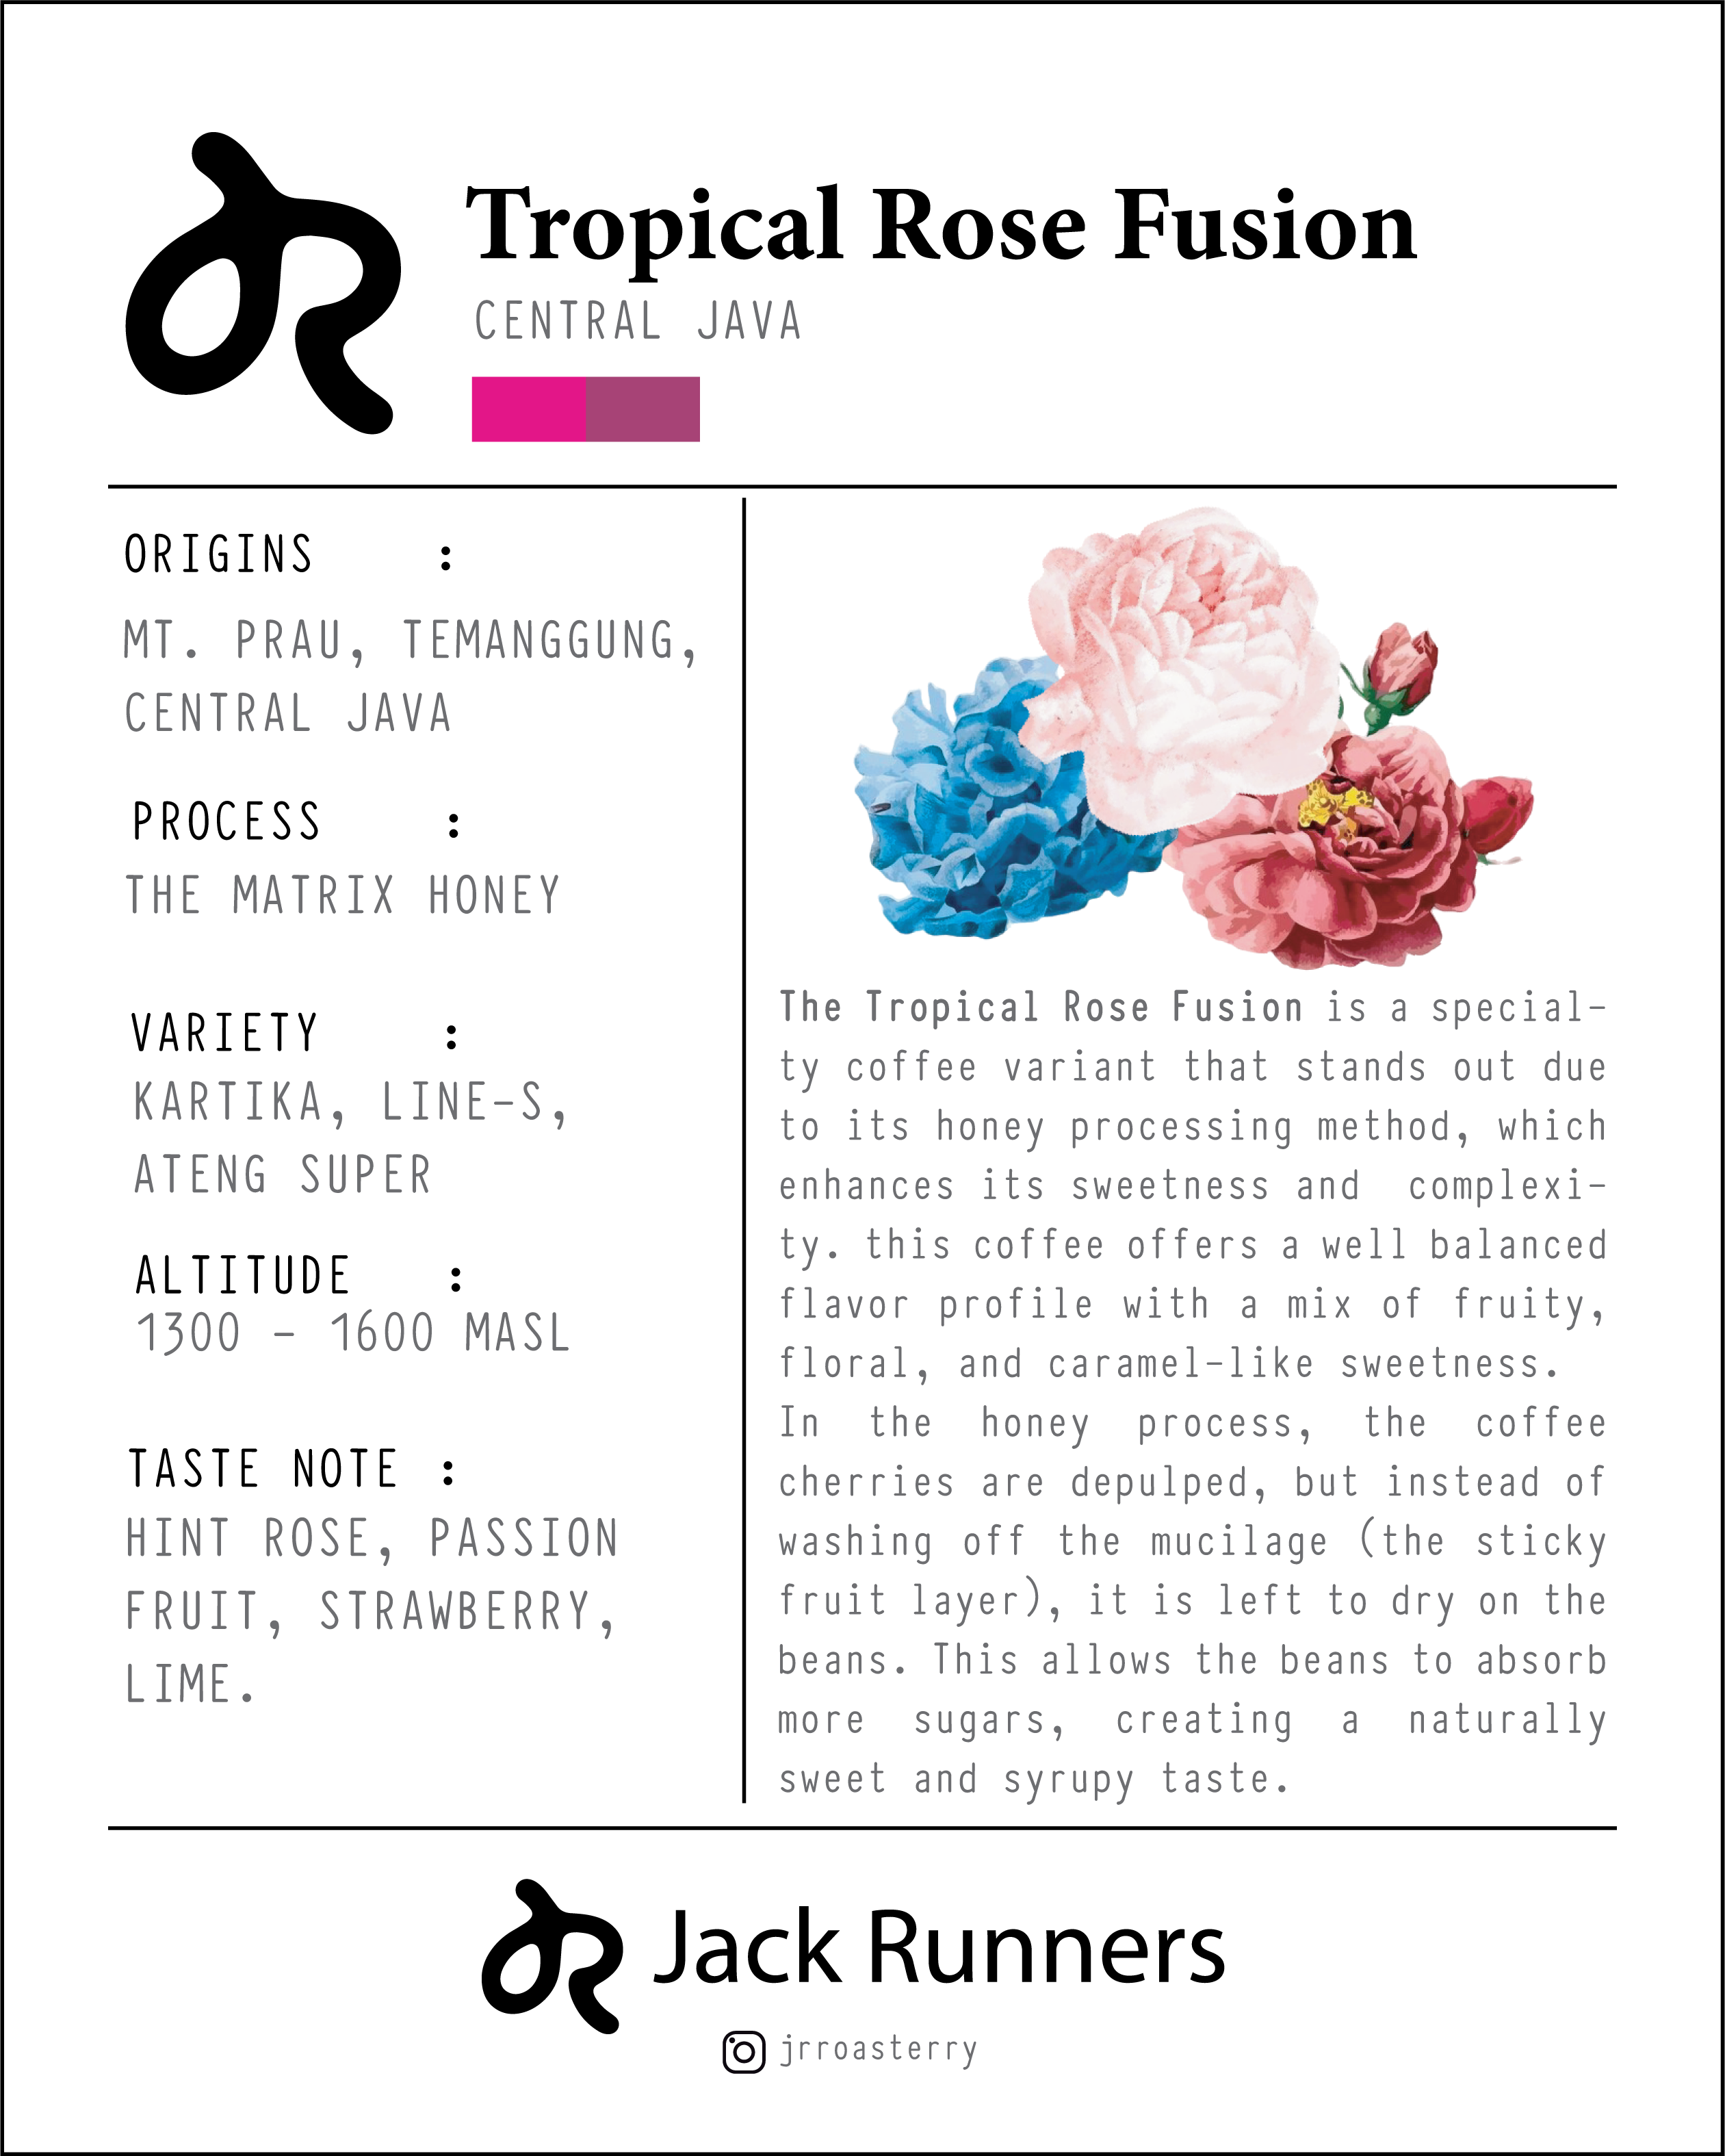 Tropical Rose Fusion
CENTRAL JAVA
ORIGINS :
MT. PRAU, TEMANGGUNG,
CENTRAL JAVA
PROCESS :
THE MATRIX HONEY
VARIETY :
KARTIKA, LINE-S,
ATENG SUPER
ALTITUDE :
1300 - 1600 MASL
TASTE NOTE :
HINT ROSE, PASSION
FRUIT, STRAWBERRY,
LIME.
The Tropical Rose Fusion is a special-
ty coffee variant that stands out due
to its honey processing method, which
enhances its sweetness and complexi-
ty. this coffee offers a well balanced
flavor profile with a mix of fruity,
floral, and caramel-like sweetness.
In the honey process, the coffee
cherries are depulped, but instead of
washing off the mucilage (the sticky
fruit layer), it is left to dry on the
beans. This allows the beans to absorb
more sugars, creating a naturally
sweet and syrupy taste.
Jack Runners
jrroasterry